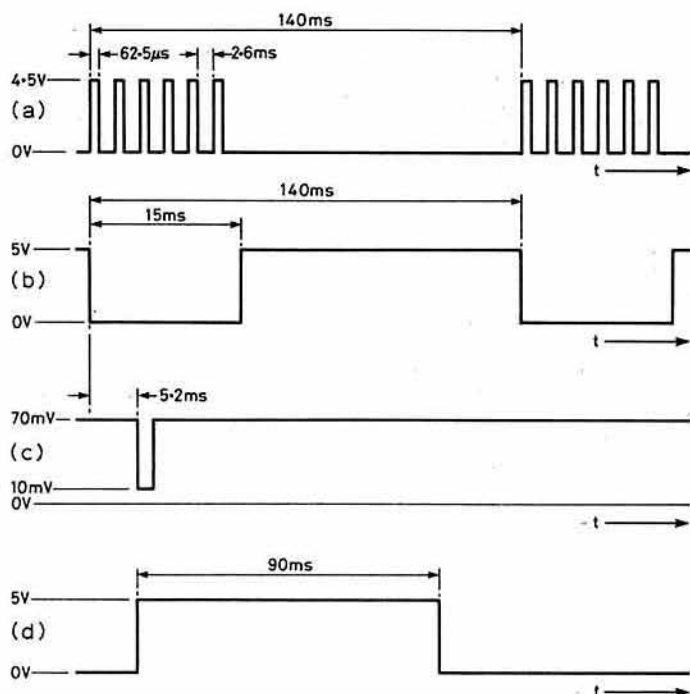 140ms
62·5µs 2·6ms
4·5V
(a)
0V
t
140ms
15ms
5V
(b)
0V
t
5·2ms
70mV
(c)
10mV
0V
t
90ms
5V
(d)
0V
t